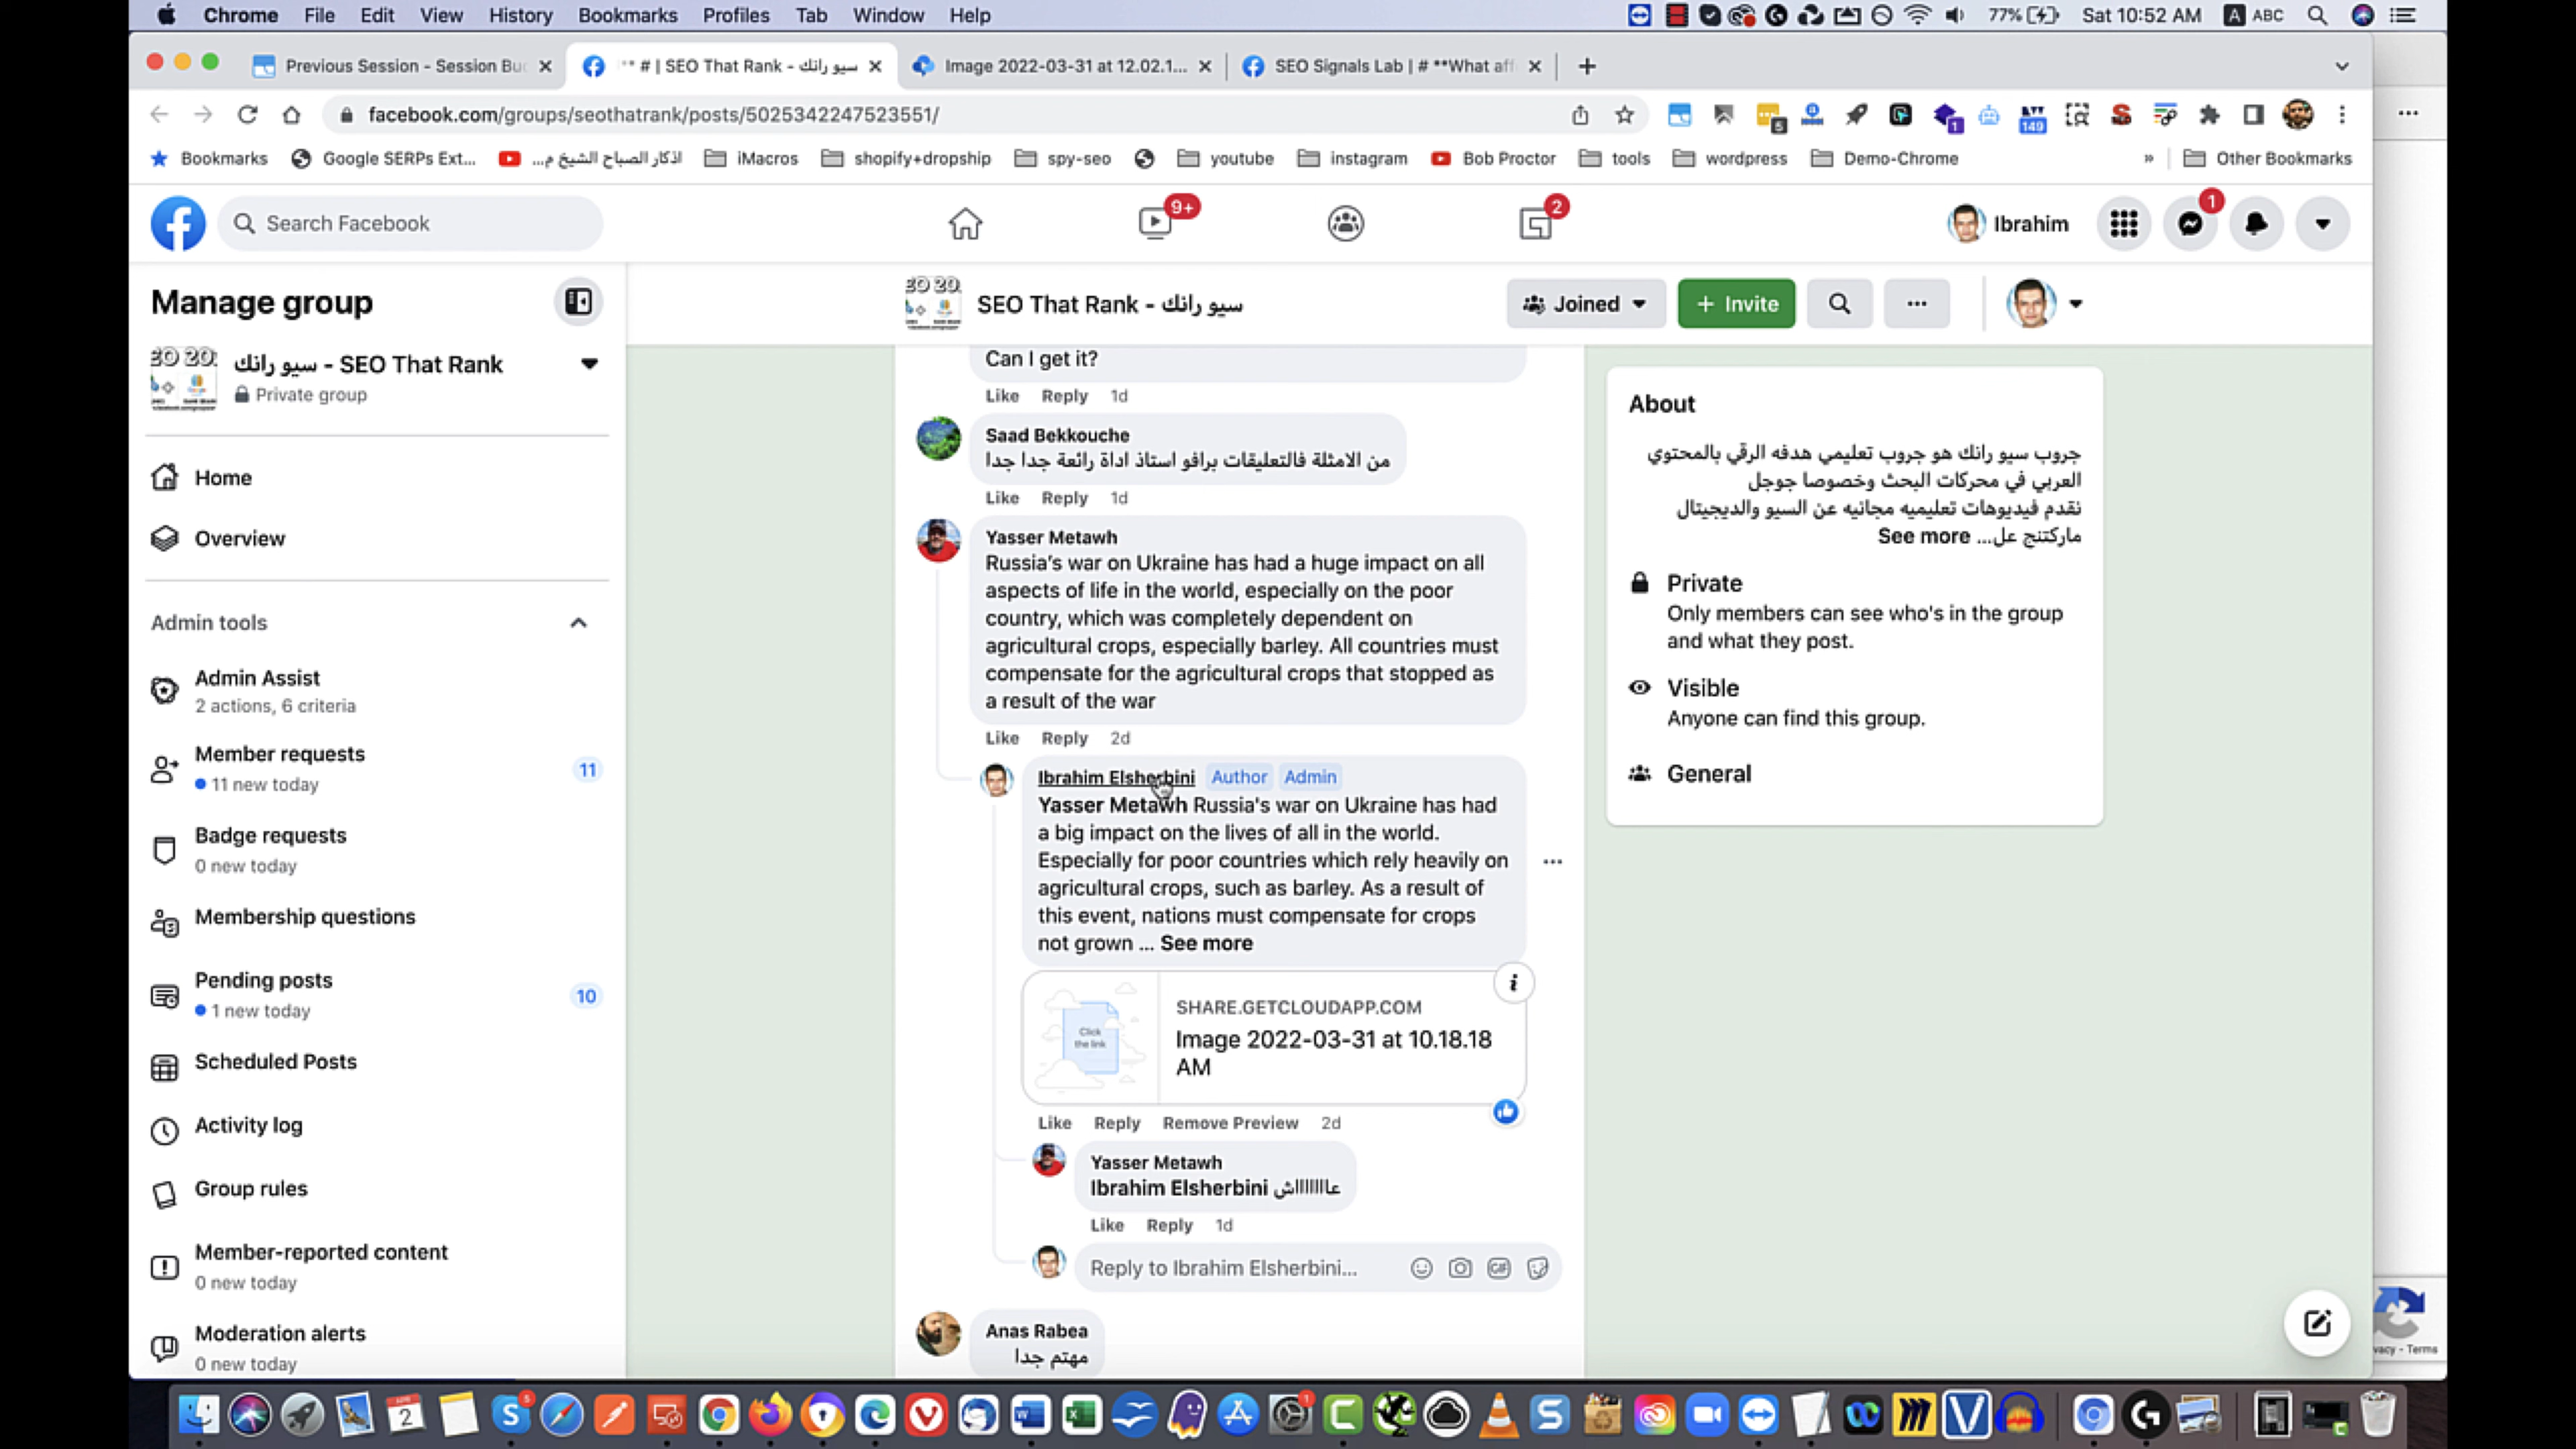 Chrome File Edit View History Bookmarks Profiles Tab Window Help
77% Sat 10:52 AM A ABC
Previous Session - Session Bu
** # | SEO That Rank - سيو رانك
Image 2022-03-31 at 12.02.1...
SEO Signals Lab | # **What aff
facebook.com/groups/seothatrank/posts/5025342247523551/
5
1
149
Bookmarks
Google SERPs Ext...
اذكار الصباح الشيخ م...
iMacros
shopify+dropship
spy-seo
youtube
instagram
Bob Proctor
tools
wordpress
Demo-Chrome
»
Other Bookmarks
Search Facebook
9+
2
Ibrahim
1
Manage group
سيو رانك - SEO That Rank
Private group
Home
Overview
Admin tools
Admin Assist
2 actions, 6 criteria
Member requests
11 new today
11
Badge requests
0 new today
Membership questions
Pending posts
1 new today
10
Scheduled Posts
Activity log
Group rules
Member-reported content
0 new today
Moderation alerts
0 new today
SEO That Rank - سيو رانك
Joined
+ Invite
Can I get it?
Like Reply 1d
Saad Bekkouche
من الامثلة فالتعليقات برافو استاذ اداة رائعة جدا جدا
Like Reply 1d
Yasser Metawh
Russia's war on Ukraine has had a huge impact on all
aspects of life in the world, especially on the poor
country, which was completely dependent on
agricultural crops, especially barley. All countries must
compensate for the agricultural crops that stopped as
a result of the war
Like Reply 2d
Ibrahim Elsherbini Author Admin
Yasser Metawh Russia's war on Ukraine has had
a big impact on the lives of all in the world.
Especially for poor countries which rely heavily on
agricultural crops, such as barley. As a result of
this event, nations must compensate for crops
not grown ... See more
Click
the link
SHARE.GETCLOUDAPP.COM
Image 2022-03-31 at 10.18.18
AM
Like Reply Remove Preview 2d
Yasser Metawh
Ibrahim Elsherbini عااااااش
Like Reply 1d
Reply to Ibrahim Elsherbini...
GIF
Anas Rabea
مهتم جدا
About
جروب سيو رانك هو جروب تعليمي هدفه الرقي بالمحتوي
العربي في محركات البحث وخصوصا جوجل
نقدم فيديوهات تعليميه مجانيه عن السيو والديجيتال
ماركتنج عل... See more
Private
Only members can see who's in the group
and what they post.
Visible
Anyone can find this group.
General
vacy - Terms
2
5
1